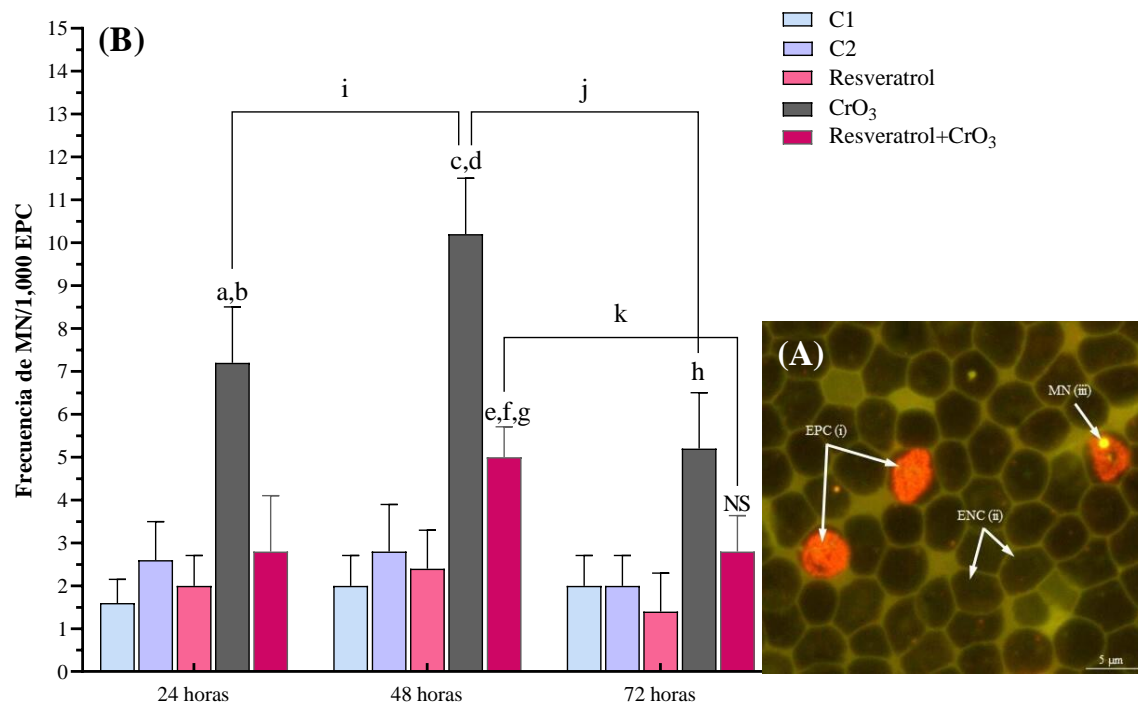 (B)
C1
C2
Resveratrol
CrO₃
Resveratrol+CrO₃
Frecuencia de MN/1,000 EPC
15
14
13
12
11
10
9
8
7
6
5
4
3
2
1
0
i
j
c,d
a,b
k
h
e,f,g
NS
24 horas
48 horas
72 horas
(A)
MN (iii)
EPC (i)
ENC (ii)
5 µm